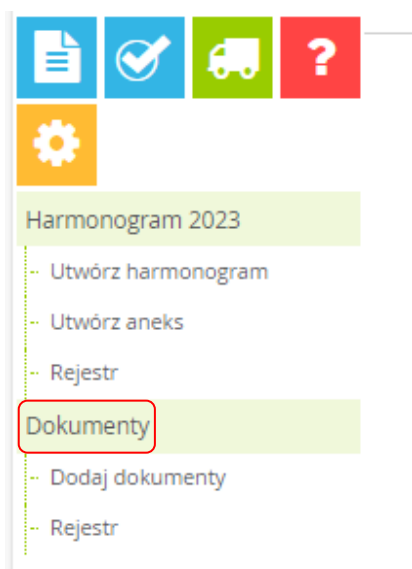 ?
Harmonogram 2023
Utwórz harmonogram
Utwórz aneks
Rejestr
Dokumenty
Dodaj dokumenty
Rejestr